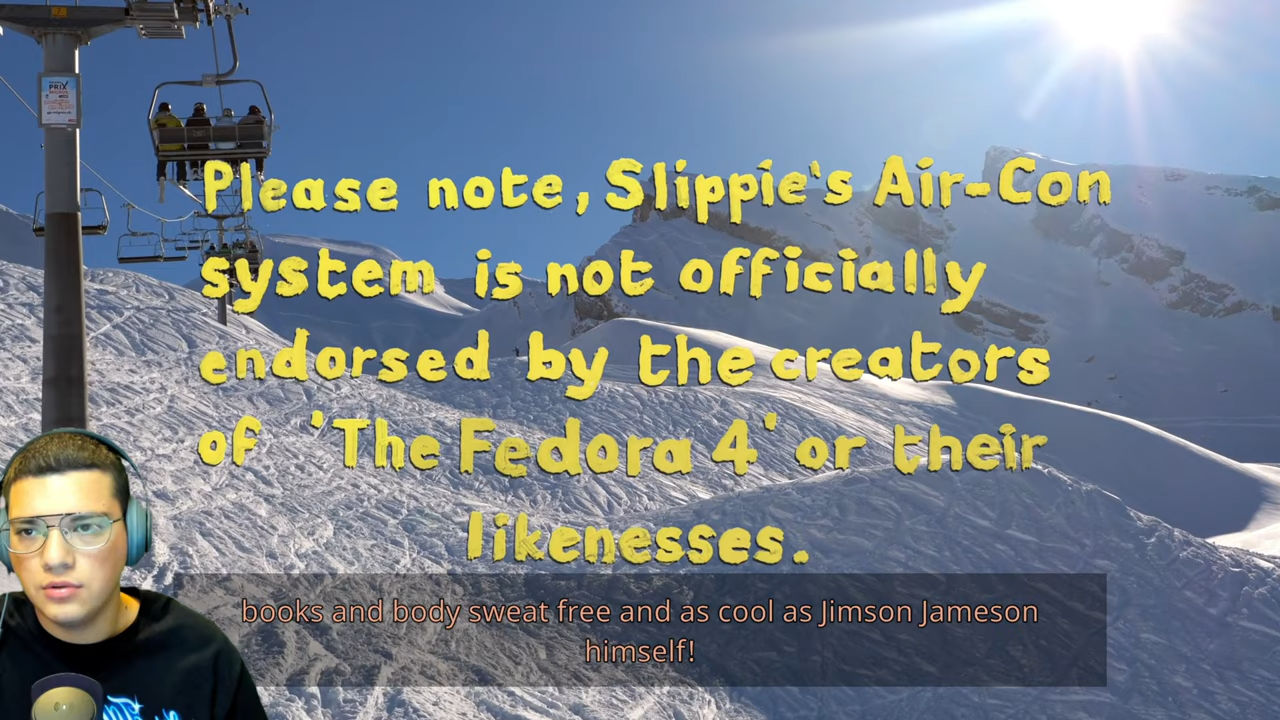 PRIX
Please note, Slippie's Air-Con
system is not officially
endorsed by the creators
of 'The Fedora 4' or their
likenesses.
books and body sweat free and as cool as Jimson Jameson
himself!